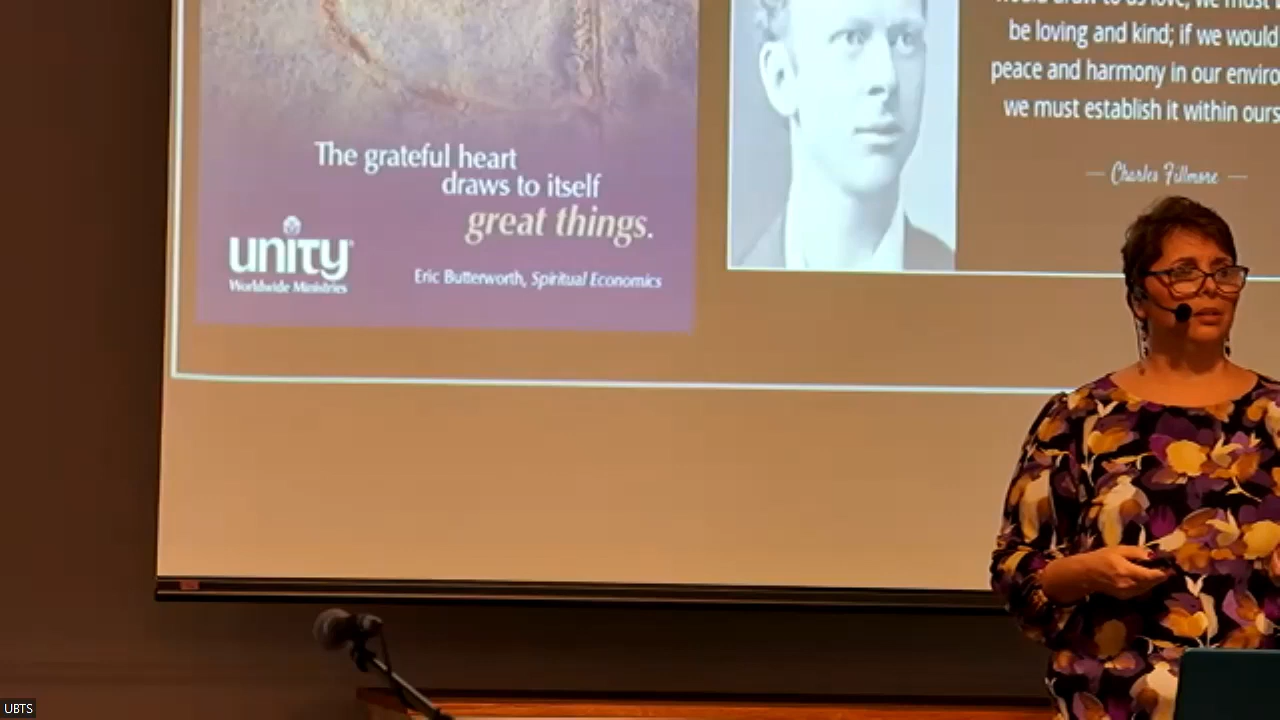 The grateful heart
draws to itself
great things.
unity
Worldwide Ministries
Eric Butterworth, Spiritual Economics
be loving and kind; if we would
peace and harmony in our enviro
we must establish it within ours
— Charles Fillmore —
UBTS